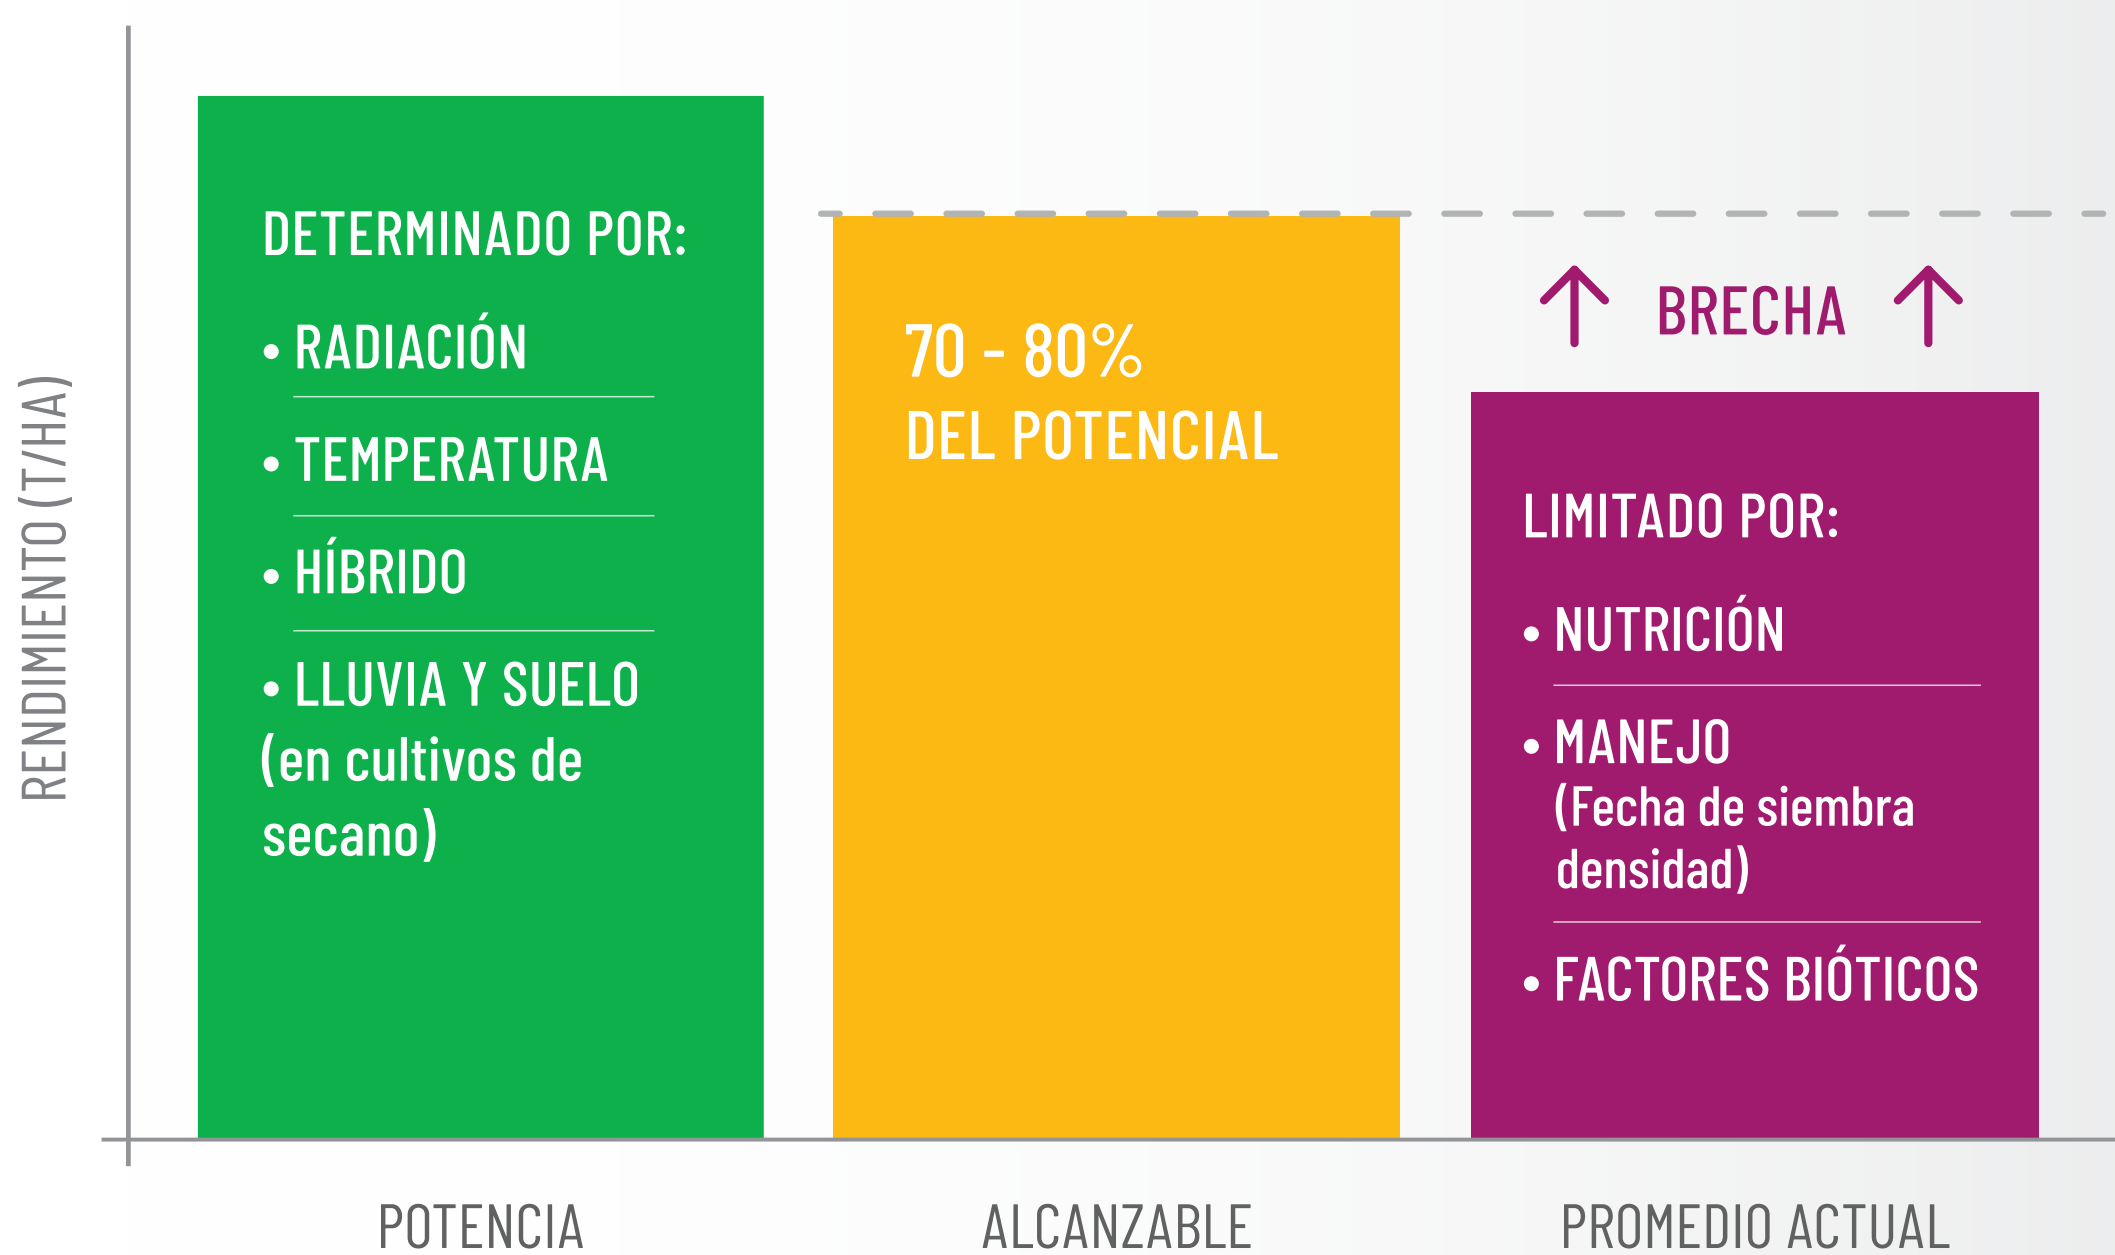 RENDIMIENTO (T/HA)
DETERMINADO POR:
• RADIACIÓN
• TEMPERATURA
• HÍBRIDO
• LLUVIA Y SUELO
(en cultivos de
secano)
70 - 80%
DEL POTENCIAL
BRECHA
LIMITADO POR:
• NUTRICIÓN
• MANEJO
(Fecha de siembra
densidad)
• FACTORES BIÓTICOS
POTENCIA
ALCANZABLE
PROMEDIO ACTUAL